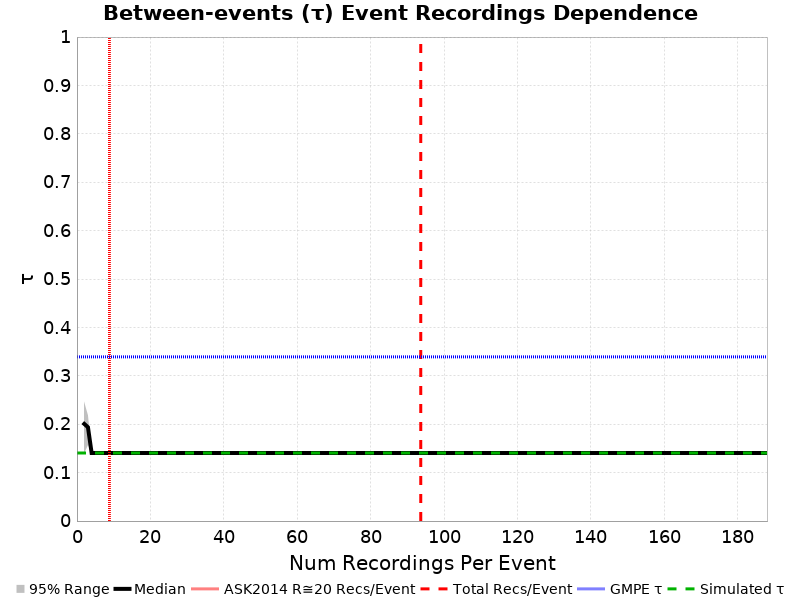 Between-events (τ) Event Recordings Dependence
1
0.9
0.8
0.7
0.6
0.5
0.4
0.3
0.2
0.1
0
τ
0 20 40 60 80 100 120 140 160 180
Num Recordings Per Event
95% Range Median ASK2014 R≅20 Recs/Event Total Recs/Event GMPE τ Simulated τ